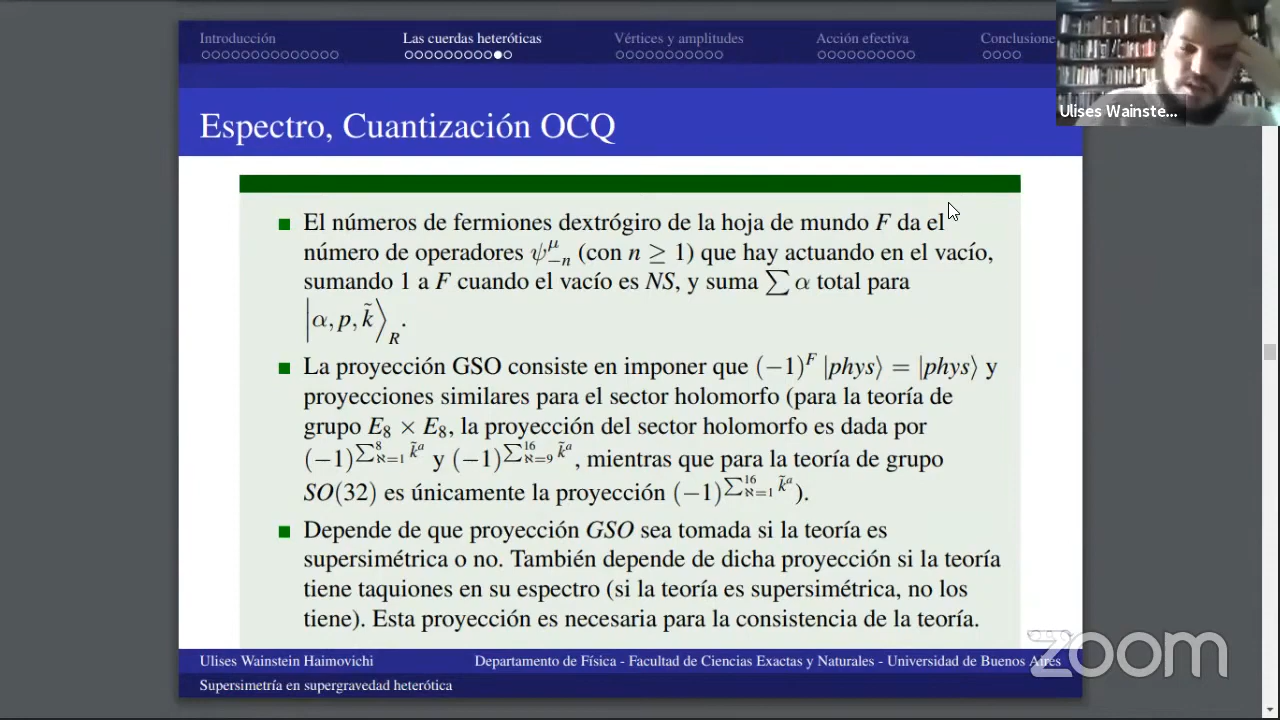 Introducción Las cuerdas heteróticas Vértices y amplitudes Acción efectiva Conclusione
Ulises Wainste...
Espectro, Cuantización OCQ
El números de fermiones dextrógiro de la hoja de mundo F da el
número de operadores ψ^μ_{−n} (con n ≥ 1) que hay actuando en el vacío,
sumando 1 a F cuando el vacío es NS, y suma ∑ α total para
|α, p, k̃⟩_R.
La proyección GSO consiste en imponer que (−1)^F |phys⟩ = |phys⟩ y
proyecciones similares para el sector holomorfo (para la teoría de
grupo E_8 × E_8, la proyección del sector holomorfo es dada por
(−1)^{∑^8_{ℵ=1} k̃^a} y (−1)^{∑^{16}_{ℵ=9} k̃^a}, mientras que para la teoría de grupo
SO(32) es únicamente la proyección (−1)^{∑^{16}_{ℵ=1} k̃^a}).
Depende de que proyección GSO sea tomada si la teoría es
supersimétrica o no. También depende de dicha proyección si la teoría
tiene taquiones en su espectro (si la teoría es supersimétrica, no los
tiene). Esta proyección es necesaria para la consistencia de la teoría.
Ulises Wainstein Haimovichi Departamento de Física - Facultad de Ciencias Exactas y Naturales - Universidad de Buenos Aires
Supersimetría en supergravedad heterótica
zoom